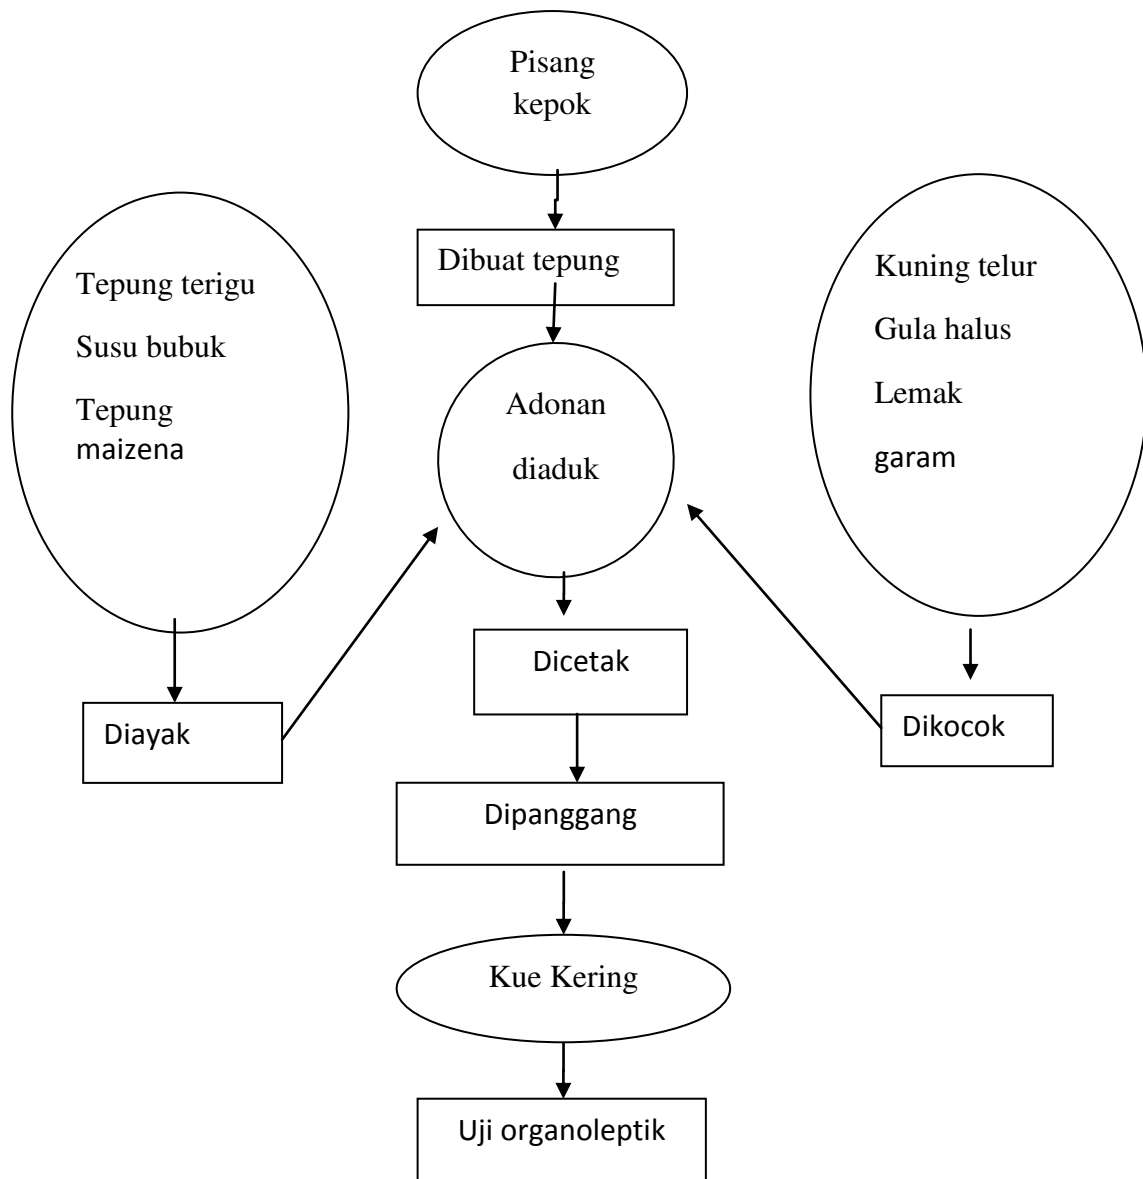 Pisang
kepok
Dibuat tepung
Tepung terigu
Susu bubuk
Tepung
maizena
Kuning telur
Gula halus
Lemak
garam
Adonan
diaduk
Diayak
Dikocok
Dicetak
Dipanggang
Kue Kering
Uji organoleptik